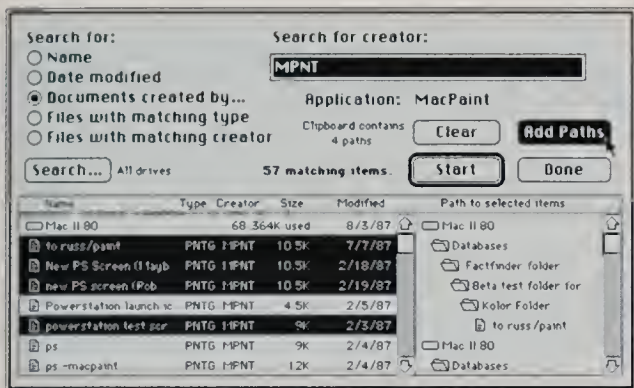 Search for:
Name
Date modified
Documents created by...
Files with matching type
Files with matching creator
Search for creator:
MPNT
Application: MacPaint
Clipboard contains
4 paths
Clear
Add Paths
Search...
All drives
57 matching items.
Start
Done
Name Type Creator Size Modified
Mac II 80 68,364K used 8/3/87
to russ/paint PNTG MPNT 10.5K 7/7/87
New PS Screen PNTG MPNT 10.5K 2/18/87
new PS screen PNTG MPNT 10.5K 2/19/87
Powerstation launch PNTG MPNT 4.5K 2/5/87
powerstation test scr PNTG MPNT 9K 2/3/87
ps PNTG MPNT 9K 2/4/87
ps -macpaint PNTG MPNT 12K 2/4/87
Path to selected items
Mac II 80
Databases
Factfinder folder
Beta test folder for
Kolor Folder
to russ/paint
Mac II 80
Databases